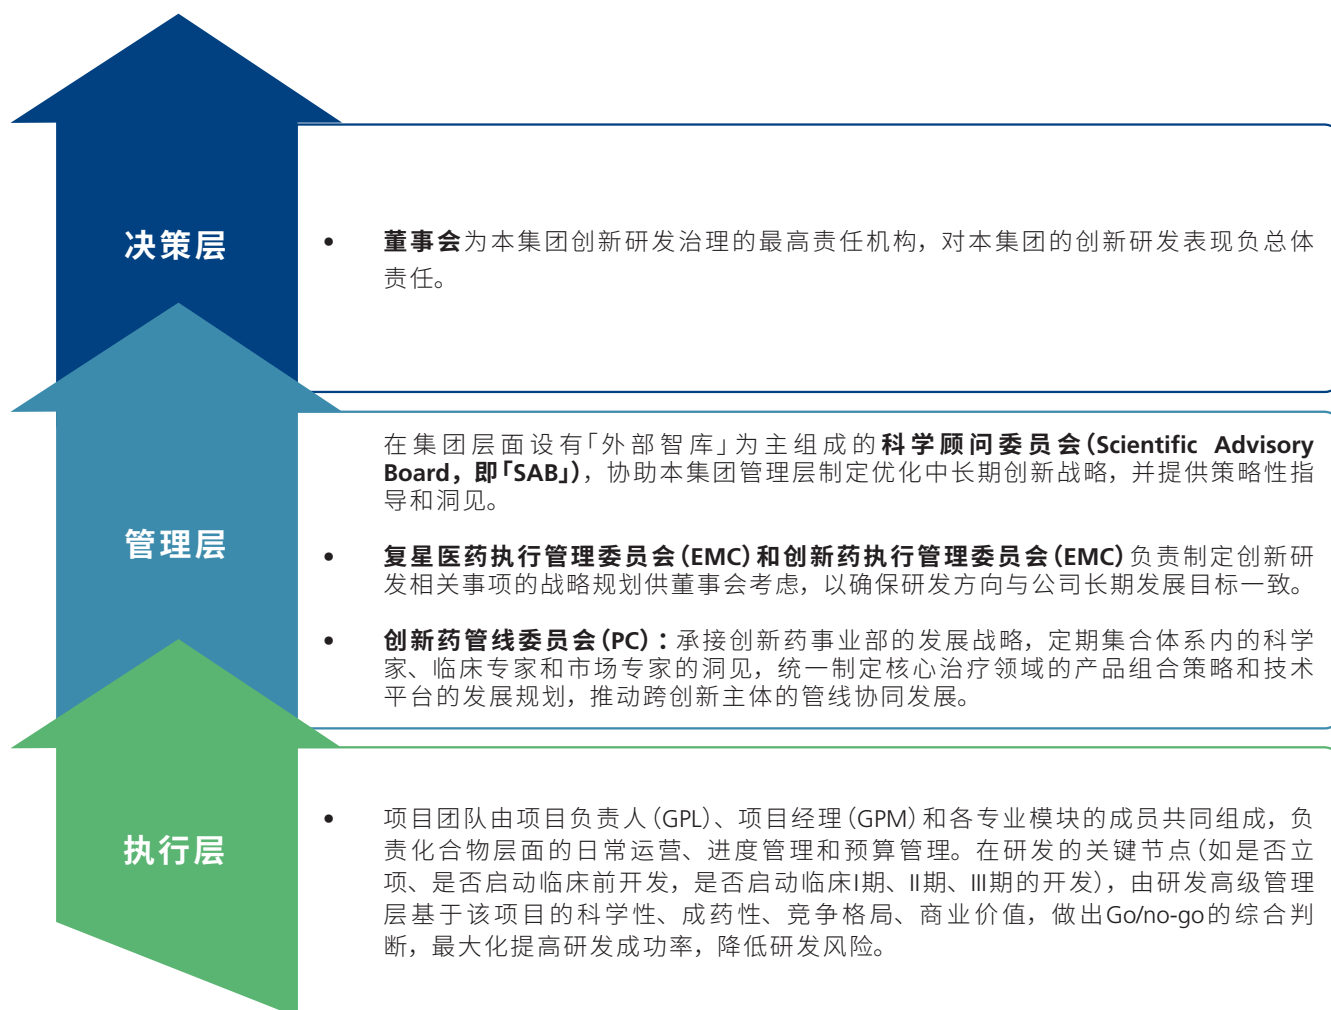 决策层
• 董事会为本集团创新研发治理的最高责任机构，对本集团的创新研发表现负总体
责任。
管理层
在集团层面设有「外部智库」为主组成的科学顾问委员会（Scientific Advisory
Board，即「SAB」），协助本集团管理层制定优化中长期创新战略，并提供策略性指
导和洞见。
• 复星医药执行管理委员会（EMC）和创新药执行管理委员会（EMC）负责制定创新研
发相关事项的战略规划供董事会考虑，以确保研发方向与公司长期发展目标一致。
• 创新药管线委员会（PC）：承接创新药事业部的发展战略，定期集合体系内的科学
家、临床专家和市场专家的洞见，统一制定核心治疗领域的产品组合策略和技术
平台的发展规划，推动跨创新主体的管线协同发展。
执行层
• 项目团队由项目负责人（GPL）、项目经理（GPM）和各专业模块的成员共同组成，负
责化合物层面的日常运营、进度管理和预算管理。在研发的关键节点（如是否立
项、是否启动临床前开发，是否启动临床I期、II期、III期的开发），由研发高级管理
层基于该项目的科学性、成药性、竞争格局、商业价值，做出Go/no-go的综合判
断，最大化提高研发成功率，降低研发风险。